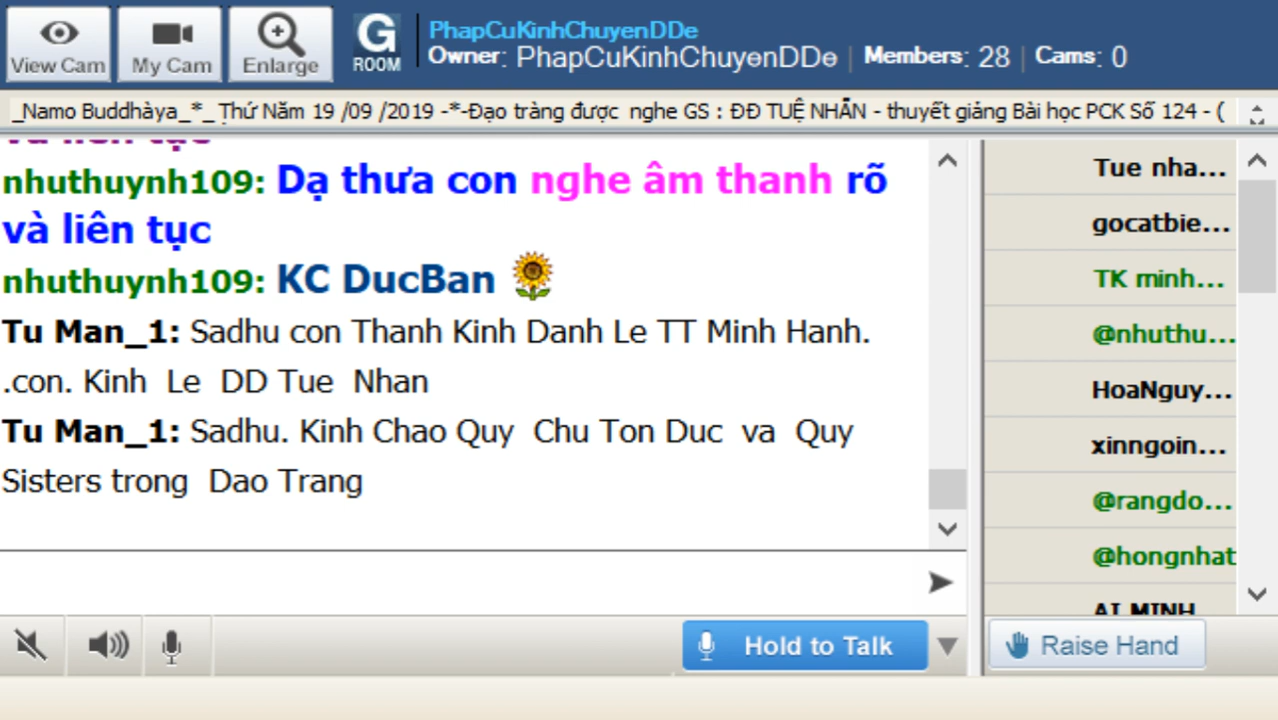 View Cam
My Cam
Enlarge
G
ROOM
PhapCuKinhChuyenDDe
Owner: PhapCuKinhChuyenDDe | Members: 28 | Cams: 0
_Namo Buddhàya_*_ Thứ Năm 19 /09 /2019 -*-Đạo tràng được nghe GS : ĐĐ TUỆ NHẪN - thuyết giảng Bài học PCK Số 124 - (
và liên tục
nhuthuynh109: Dạ thưa con nghe âm thanh rõ
và liên tục
nhuthuynh109: KC DucBan
Tu Man_1: Sadhu con Thanh Kinh Danh Le TT Minh Hanh.
.con. Kinh Le DD Tue Nhan
Tu Man_1: Sadhu. Kinh Chao Quy Chu Ton Duc va Quy
Sisters trong Dao Trang
Tue nha...
gocatbie...
TK minh...
@nhuthu...
HoaNguy...
xinngoin...
@rangdo...
@hongnhat
AI MINH
Hold to Talk
Raise Hand